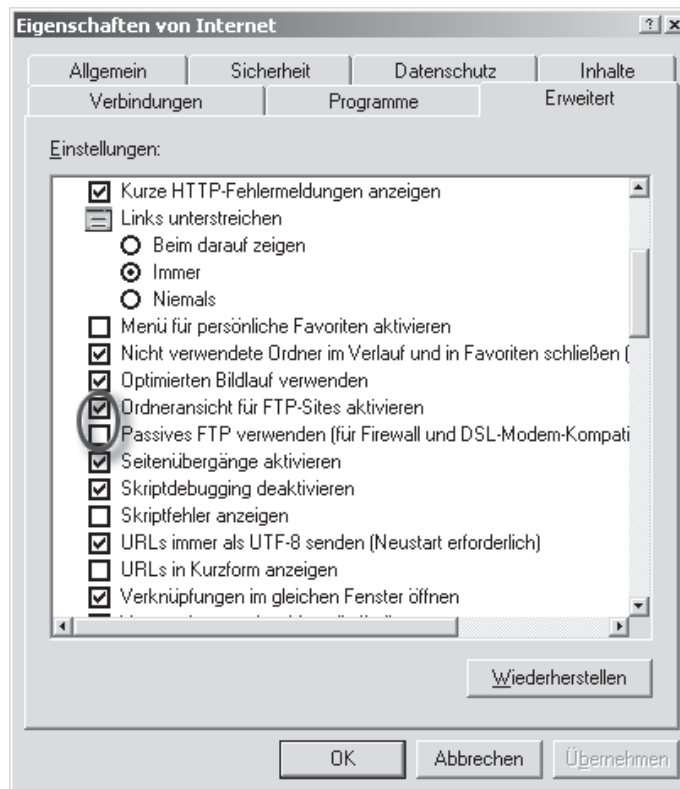 Eigenschaften von Internet
Allgemein Sicherheit Datenschutz Inhalte
Verbindungen Programme Erweitert
Einstellungen:
Kurze HTTP-Fehlermeldungen anzeigen
Links unterstreichen
Beim darauf zeigen
Immer
Niemals
Menü für persönliche Favoriten aktivieren
Nicht verwendete Ordner im Verlauf und in Favoriten schließen (
Optimierten Bildlauf verwenden
Ordneransicht für FTP-Sites aktivieren
Passives FTP verwenden (für Firewall und DSL-Modem-Kompati
Seitenübergänge aktivieren
Skriptdebugging deaktivieren
Skriptfehler anzeigen
URLs immer als UTF-8 senden (Neustart erforderlich)
URLs in Kurzform anzeigen
Verknüpfungen im gleichen Fenster öffnen
Wiederherstellen
OK Abbrechen Übernehmen